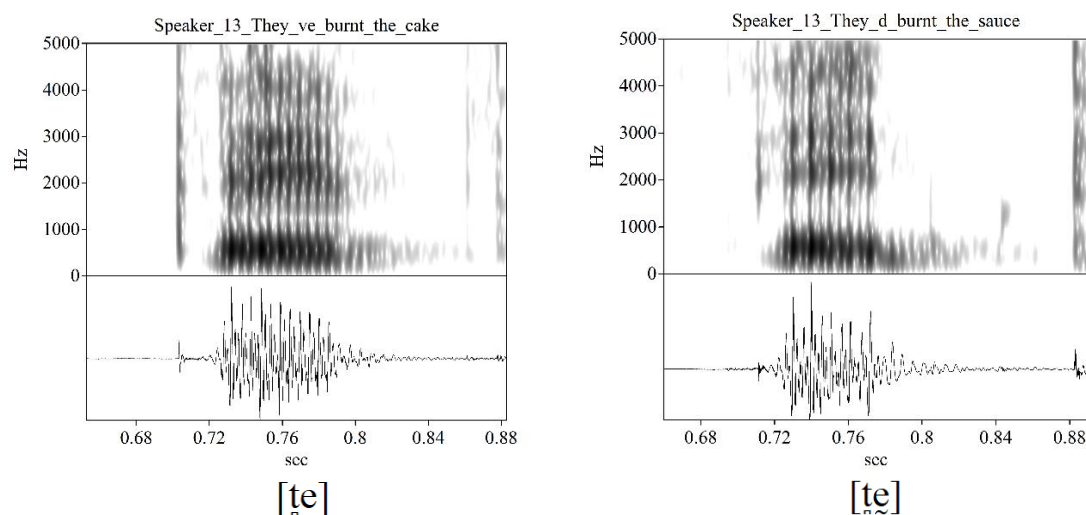 Speaker_13_They_ve_burnt_the_cake
5000
4000
3000
2000
1000
0
Hz
0.68 0.72 0.76 0.8 0.84 0.88
sec
[t̪e]
Speaker_13_They_d_burnt_the_sauce
5000
4000
3000
2000
1000
0
Hz
0.68 0.72 0.76 0.8 0.84 0.88
sec
[t̪ḛ]